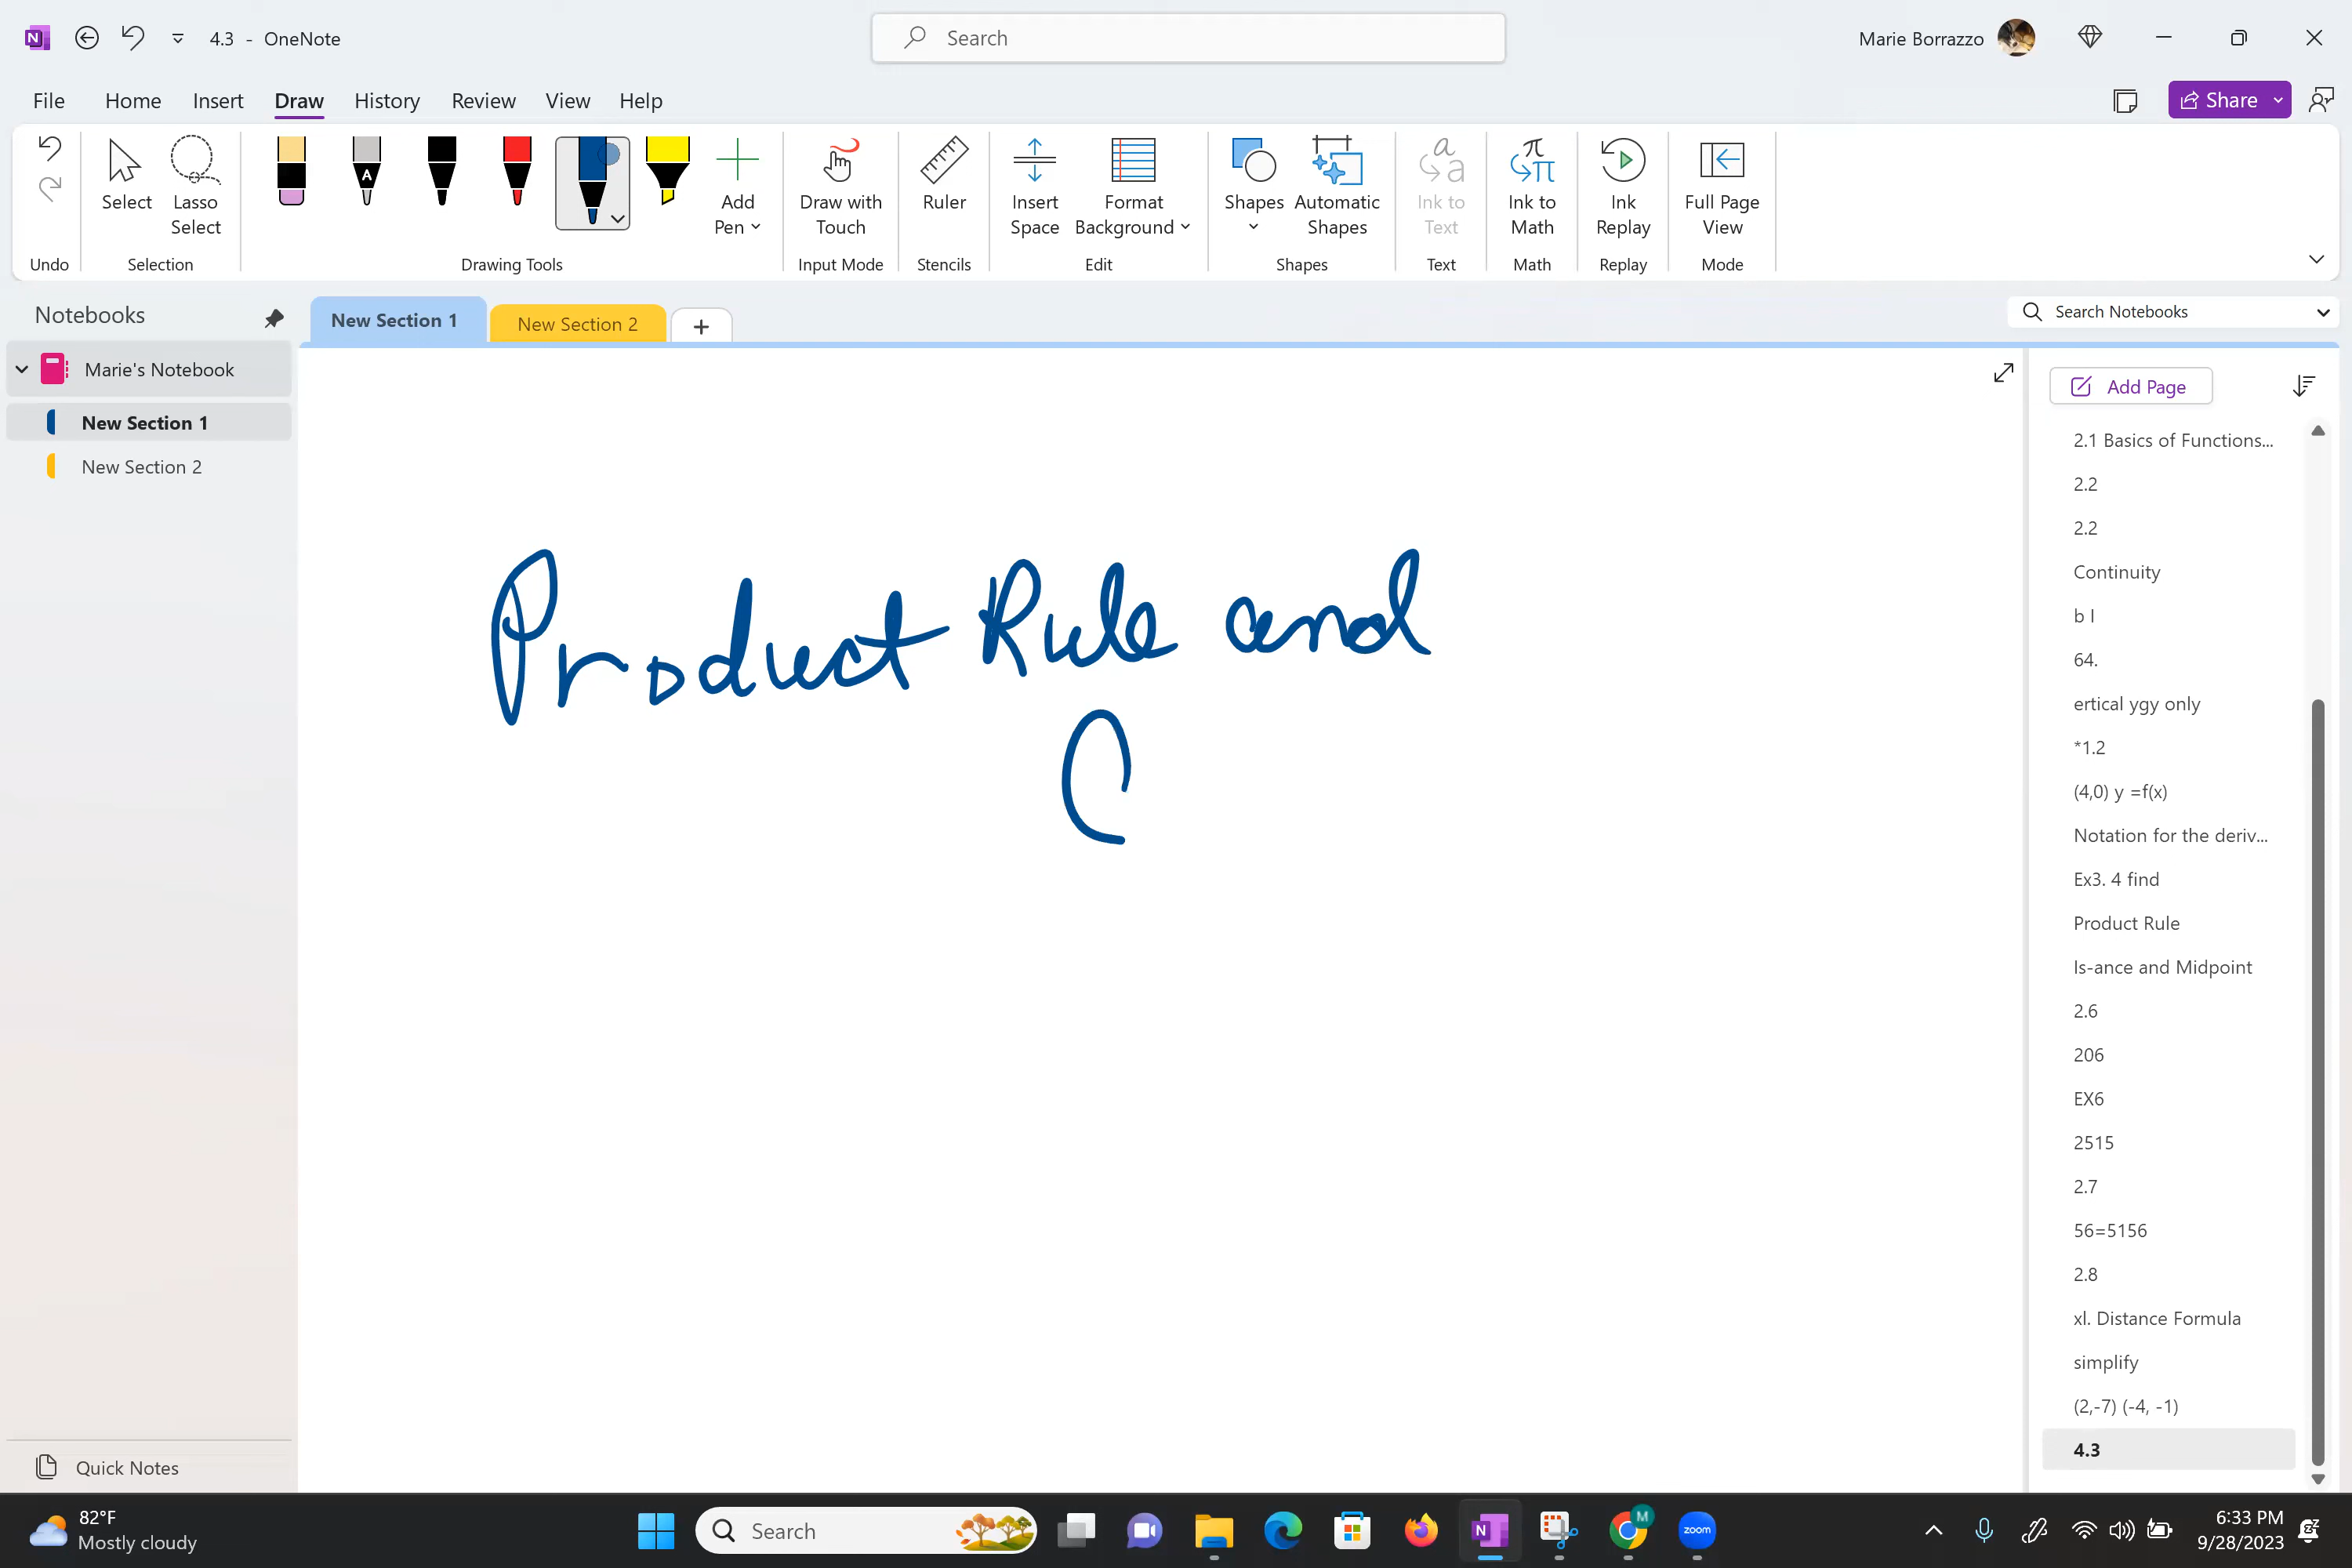 4.3 - OneNote
Search
Marie Borrazzo
File Home Insert Draw History Review View Help
Share
Undo
Select
Lasso Select
Selection
A
Drawing Tools
Add Pen
Draw with Touch
Input Mode
Ruler
Stencils
Insert Space
Format Background
Edit
Shapes
Automatic Shapes
Shapes
Ink to Text
Text
Ink to Math
Math
Ink Replay
Replay
Full Page View
Mode
Notebooks
New Section 1
New Section 2
Search Notebooks
Marie's Notebook
New Section 1
New Section 2
Quick Notes
Product Rule and
Add Page
2.1 Basics of Functions...
2.2
2.2
Continuity
b I
64.
ertical ygy only
*1.2
(4,0) y =f(x)
Notation for the deriv...
Ex3. 4 find
Product Rule
Is-ance and Midpoint
2.6
206
EX6
2515
2.7
56=5156
2.8
xl. Distance Formula
simplify
(2,-7) (-4, -1)
4.3
82°F
Mostly cloudy
Search
M
zoom
6:33 PM
9/28/2023